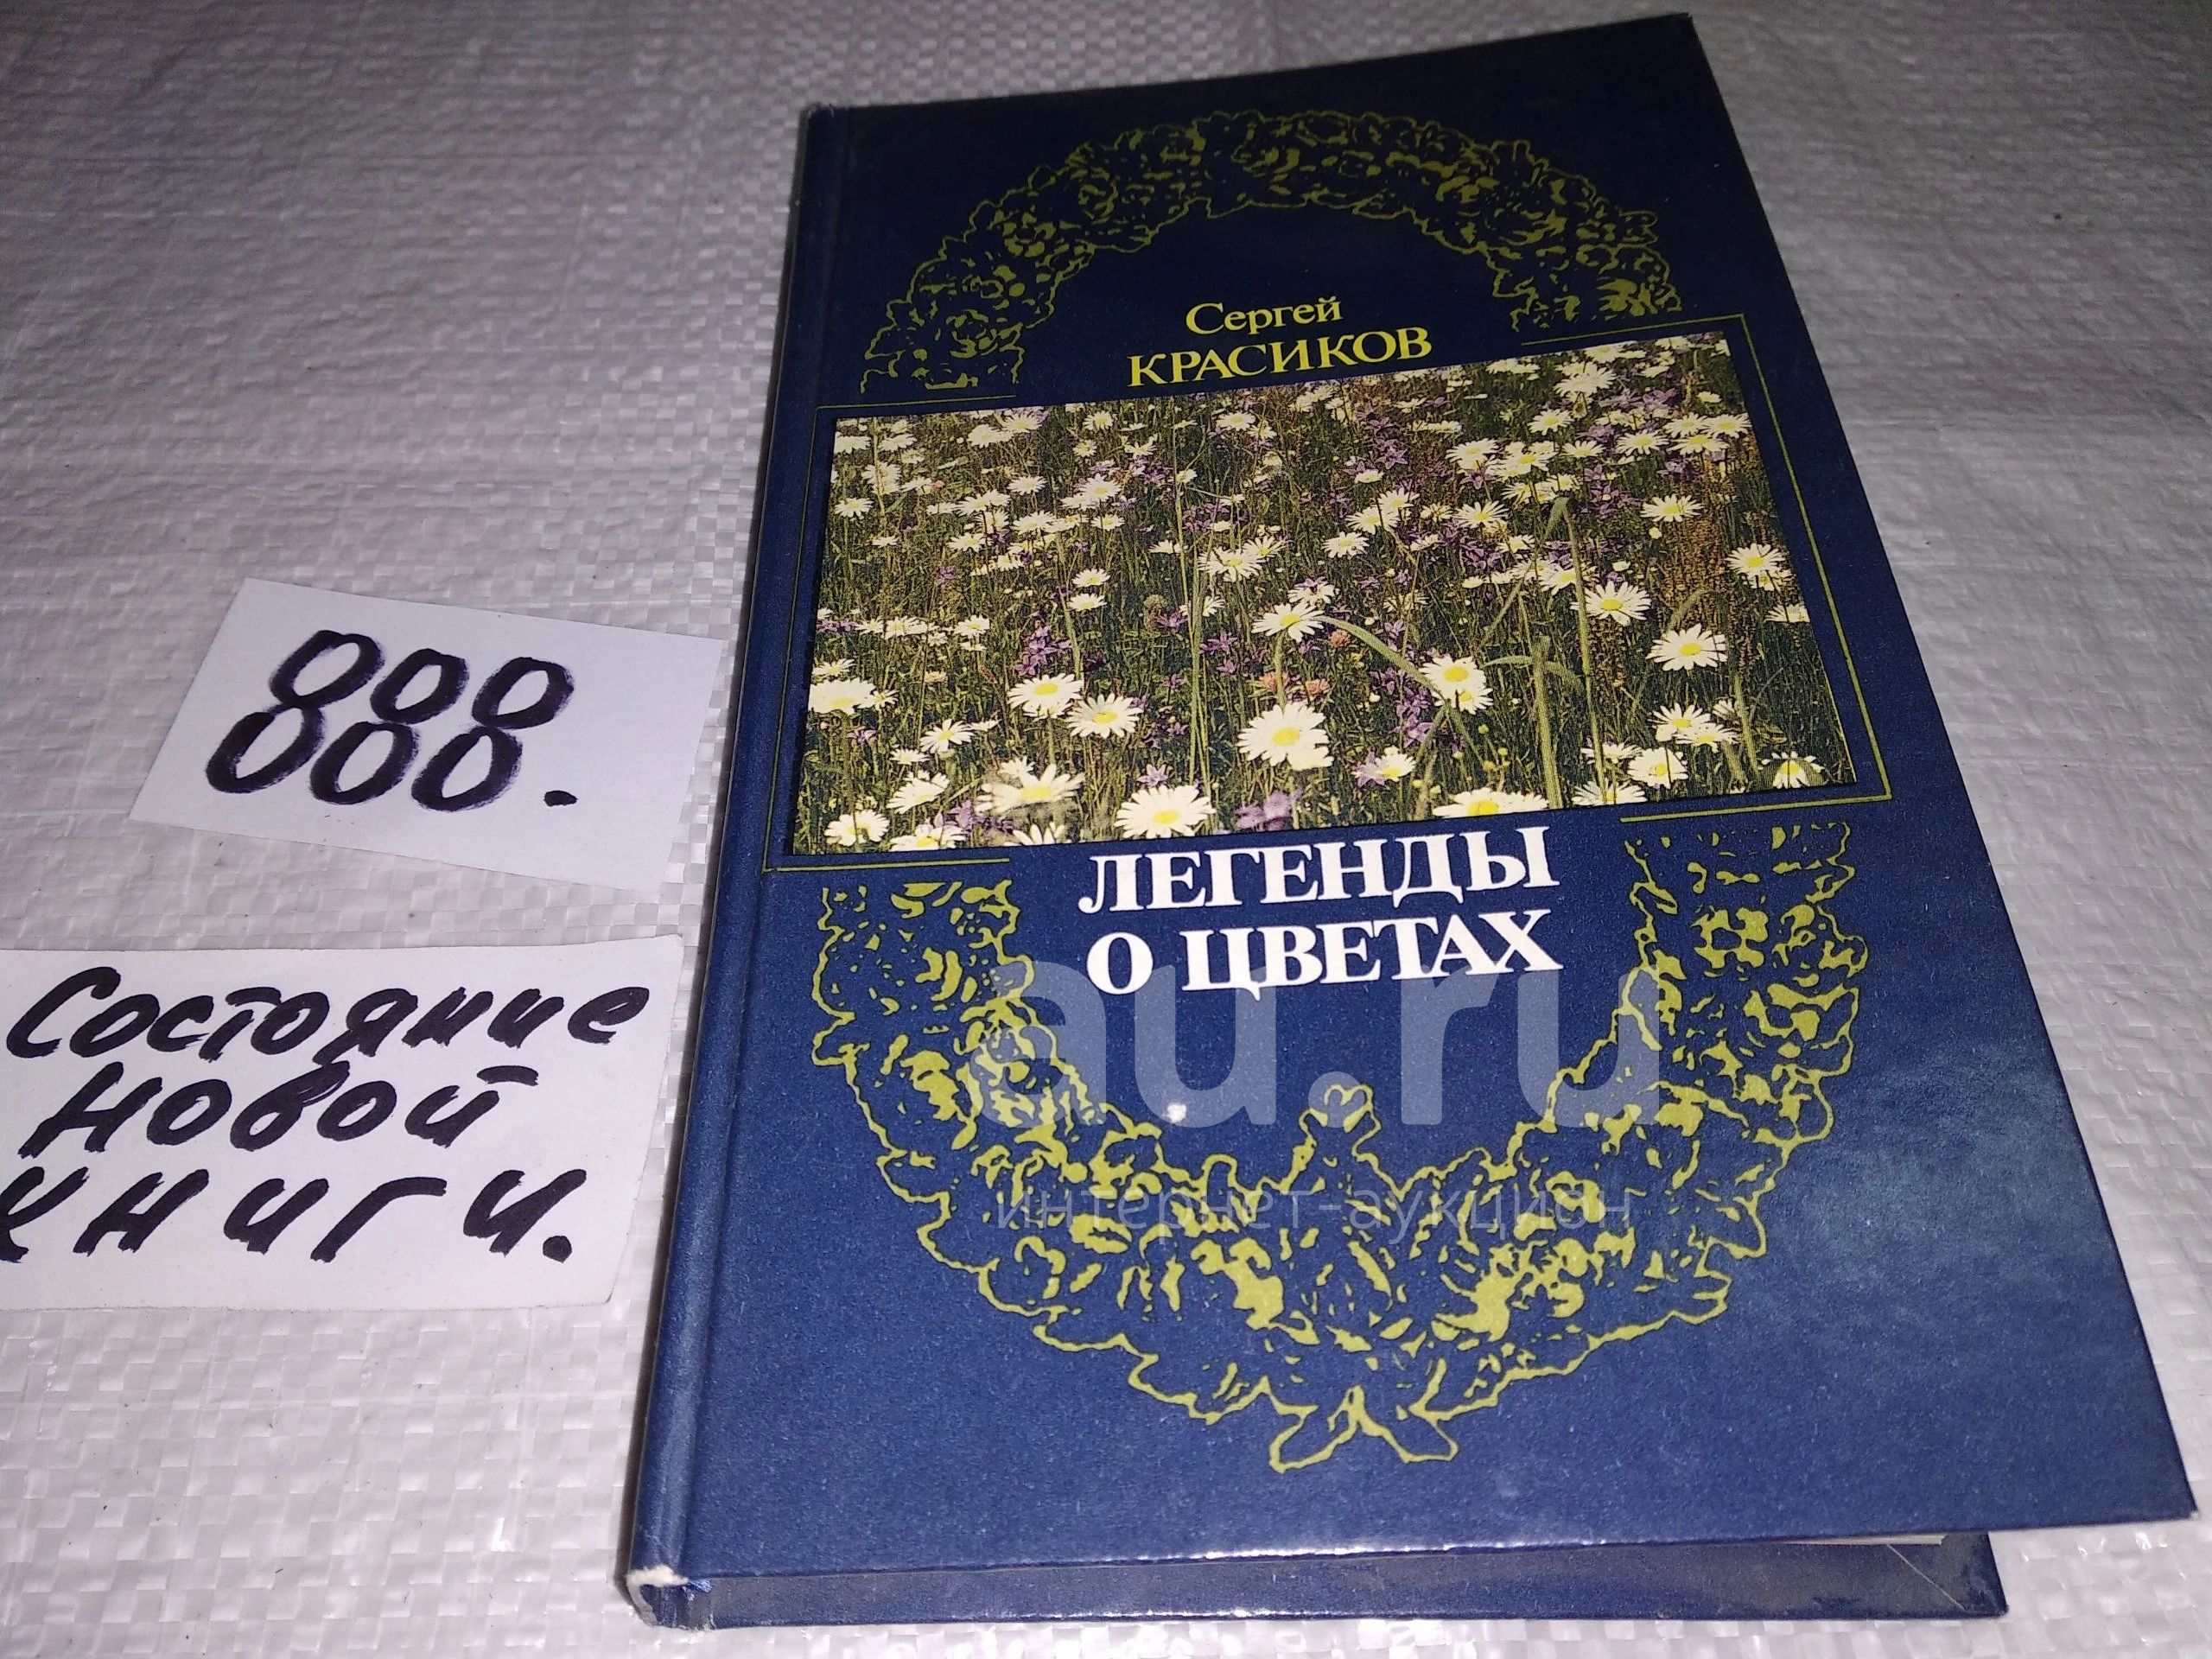 Сергей
КРАСИКОВ
ЛЕГЕНДЫ
О ЦВЕТАХ
888.
Состояние
новой
книги.
au.ru
интернет-аукцион